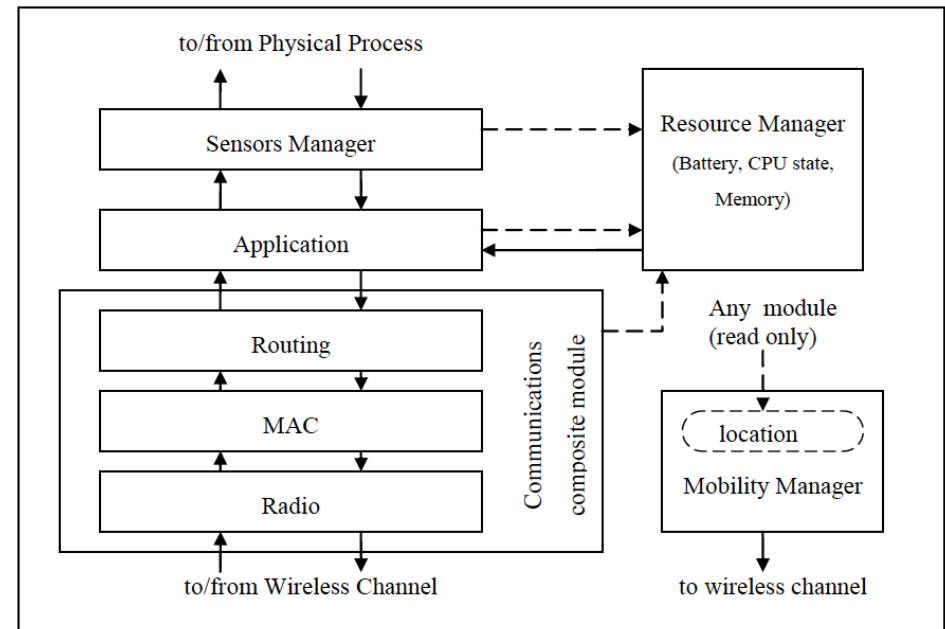 to/from Physical Process
Sensors Manager
Resource Manager
(Battery, CPU state,
Memory)
Application
Any module
(read only)
Routing
Communications
composite module
MAC
location
Mobility Manager
Radio
to/from Wireless Channel
to wireless channel